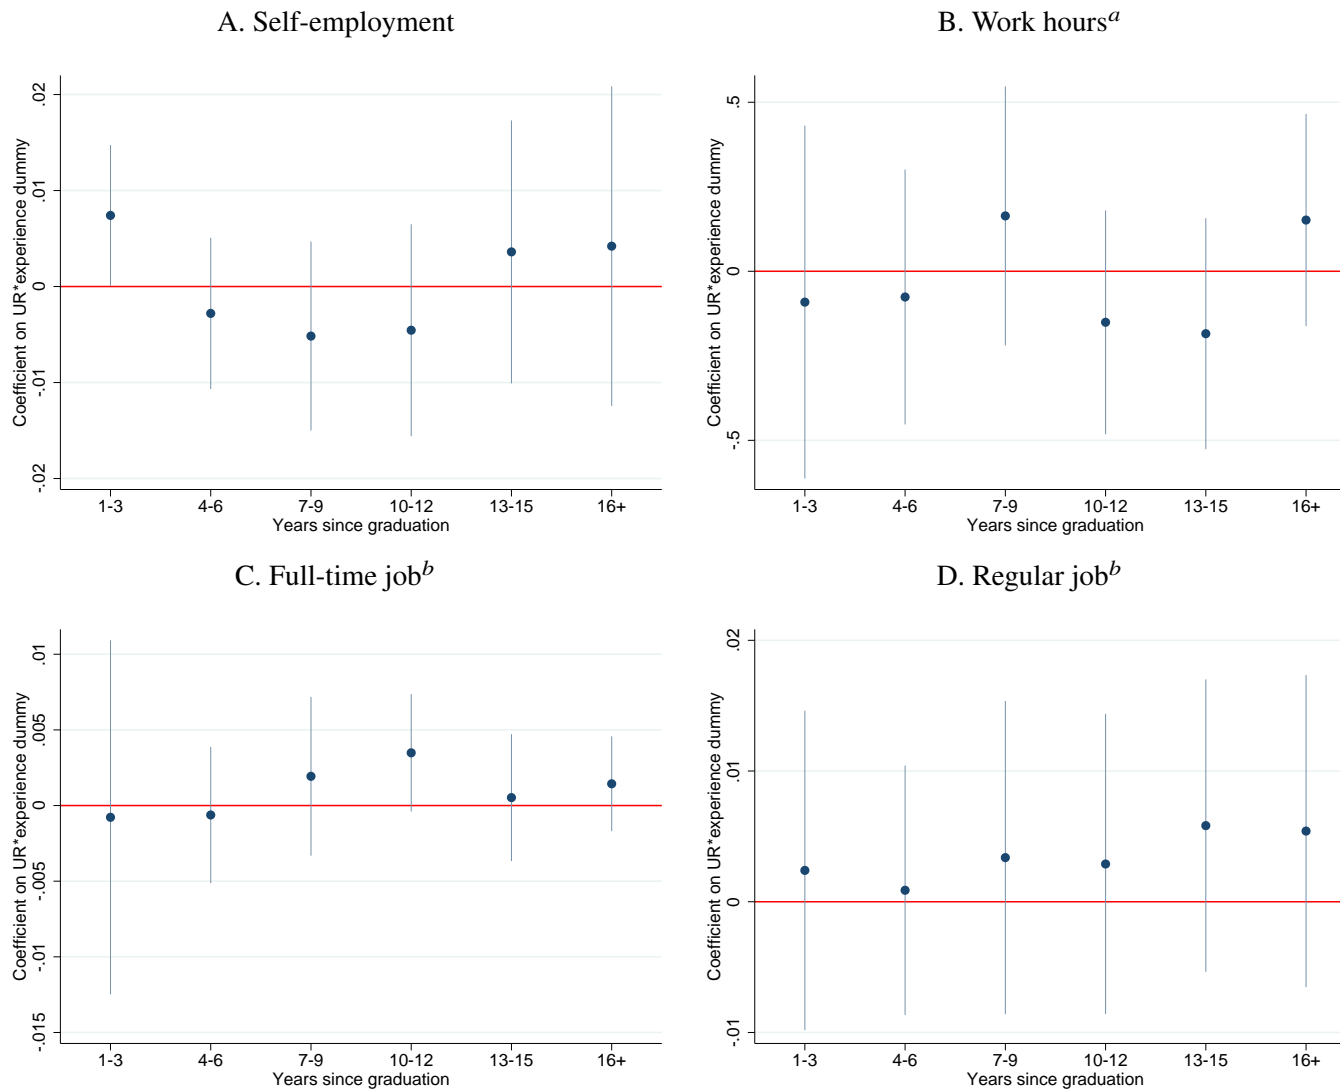 A. Self-employment
Coefficient on UR*experience dummy
.02
.01
0
-.01
-.02
1-3 4-6 7-9 10-12 13-15 16+
Years since graduation
B. Work hours^a
Coefficient on UR*experience dummy
.5
0
-.5
1-3 4-6 7-9 10-12 13-15 16+
Years since graduation
C. Full-time job^b
Coefficient on UR*experience dummy
.01
.005
0
-.005
-.01
-.015
1-3 4-6 7-9 10-12 13-15 16+
Years since graduation
D. Regular job^b
Coefficient on UR*experience dummy
.02
.01
0
-.01
1-3 4-6 7-9 10-12 13-15 16+
Years since graduation